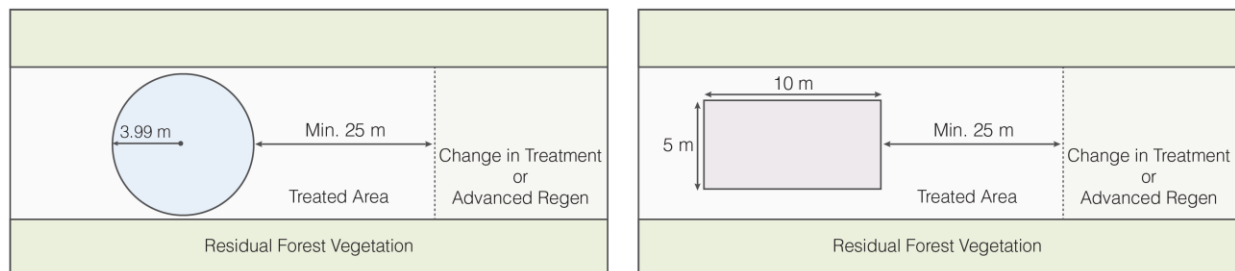 3.99 m
Min. 25 m
Change in Treatment
or
Advanced Regen
Treated Area
Residual Forest Vegetation
10 m
5 m
Min. 25 m
Change in Treatment
or
Advanced Regen
Treated Area
Residual Forest Vegetation